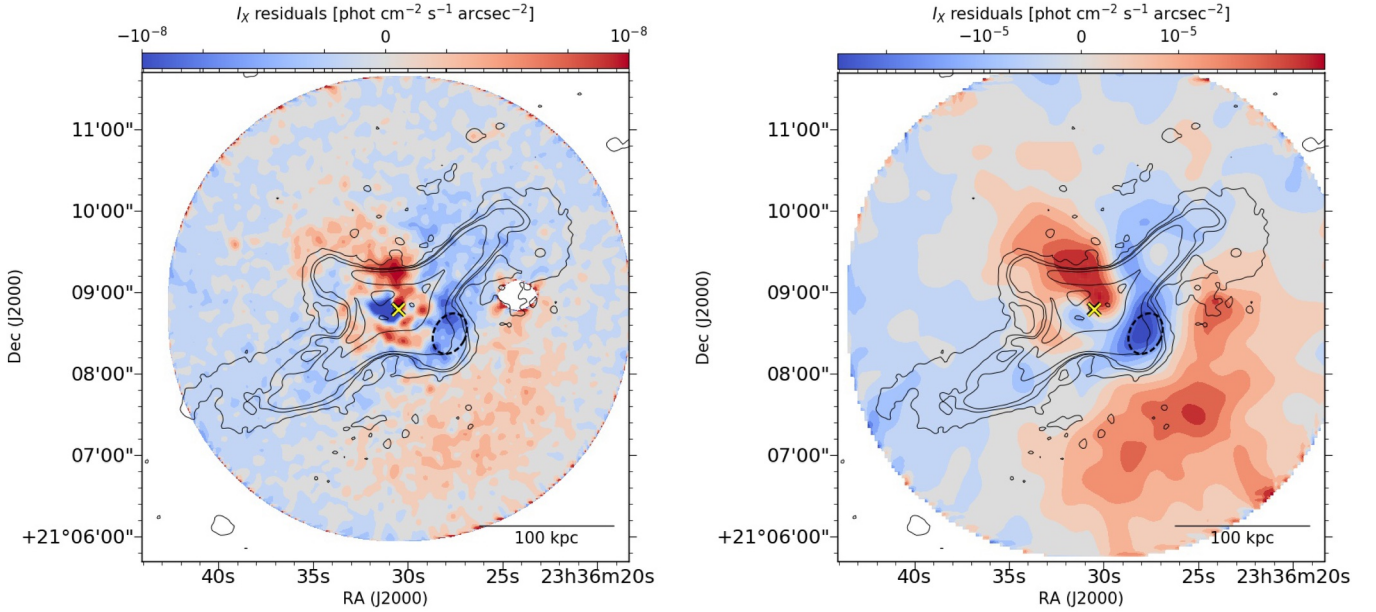 I_X residuals [phot cm⁻² s⁻¹ arcsec⁻²]
−10⁻⁸ 0 10⁻⁸
11'00"
10'00"
09'00"
08'00"
07'00"
+21°06'00"
Dec (J2000)
100 kpc
40s 35s 30s 25s 23h36m20s
RA (J2000)
I_X residuals [phot cm⁻² s⁻¹ arcsec⁻²]
−10⁻⁵ 0 10⁻⁵
11'00"
10'00"
09'00"
08'00"
07'00"
+21°06'00"
Dec (J2000)
100 kpc
40s 35s 30s 25s 23h36m20s
RA (J2000)